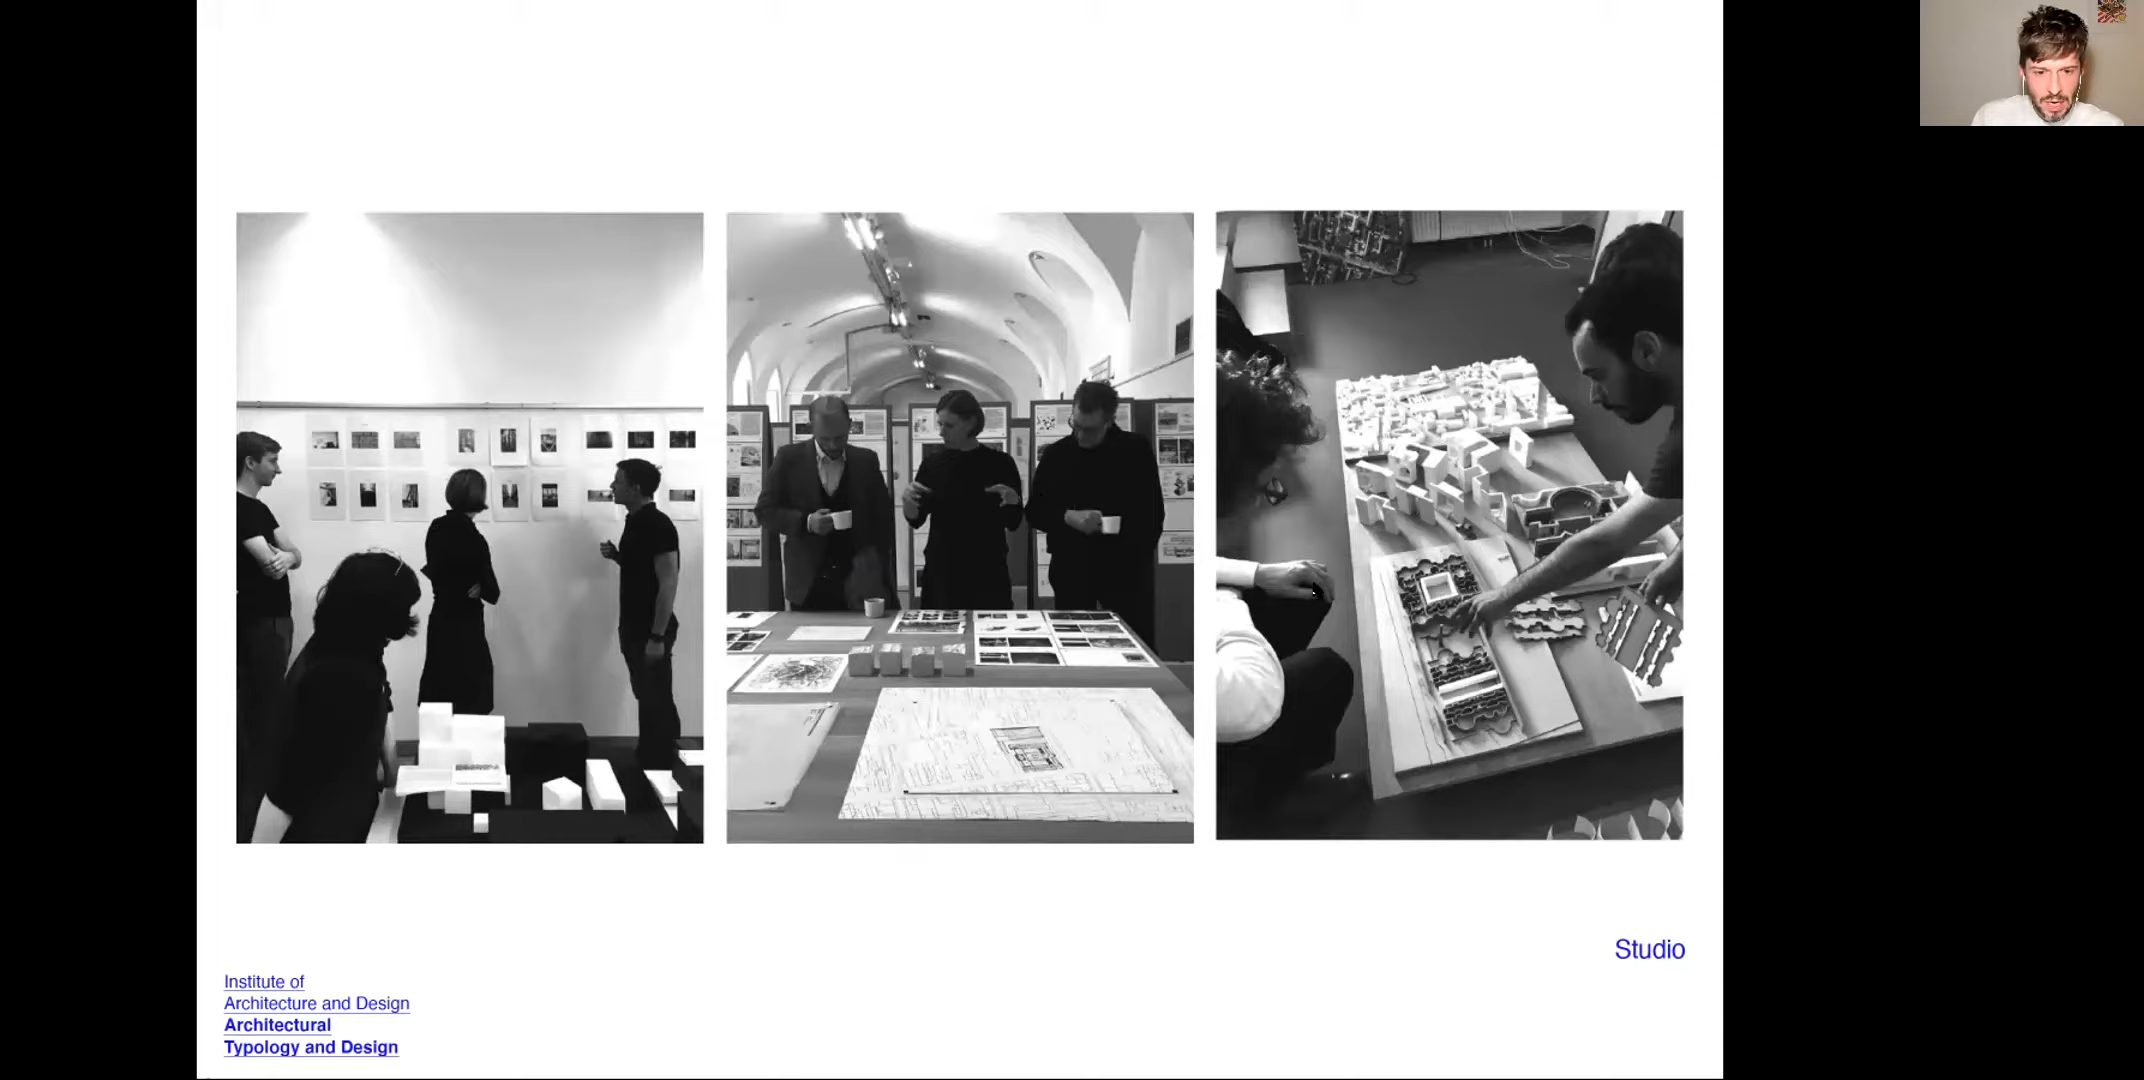 Studio
Institute of
Architecture and Design
Architectural
Typology and Design